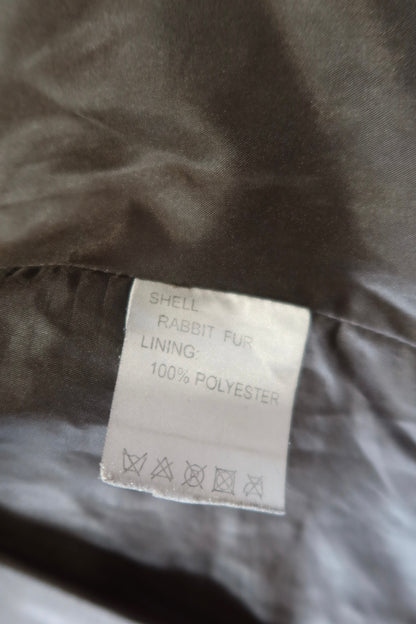 SHELL
RABBIT FUR
LINING:
100% POLYESTER